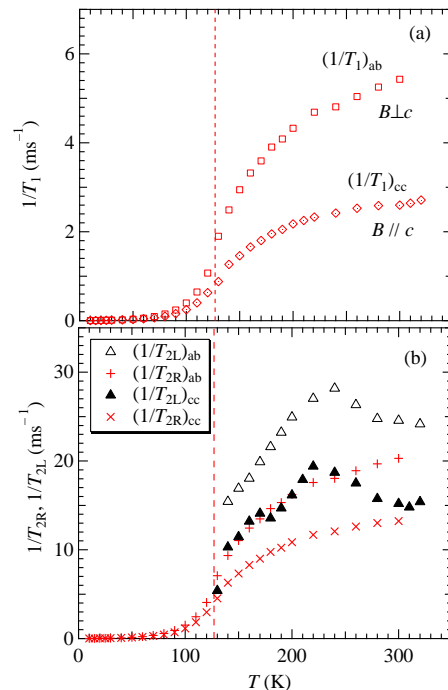 6
4
2
0
1/T₁ (ms⁻¹)
(a)
(1/T₁)ab
B⊥c
(1/T₁)cc
B // c
30
20
10
0
1/T₂R, 1/T₂L (ms⁻¹)
(b)
(1/T₂L)ab
(1/T₂R)ab
(1/T₂L)cc
(1/T₂R)cc
0 100 200 300
T (K)